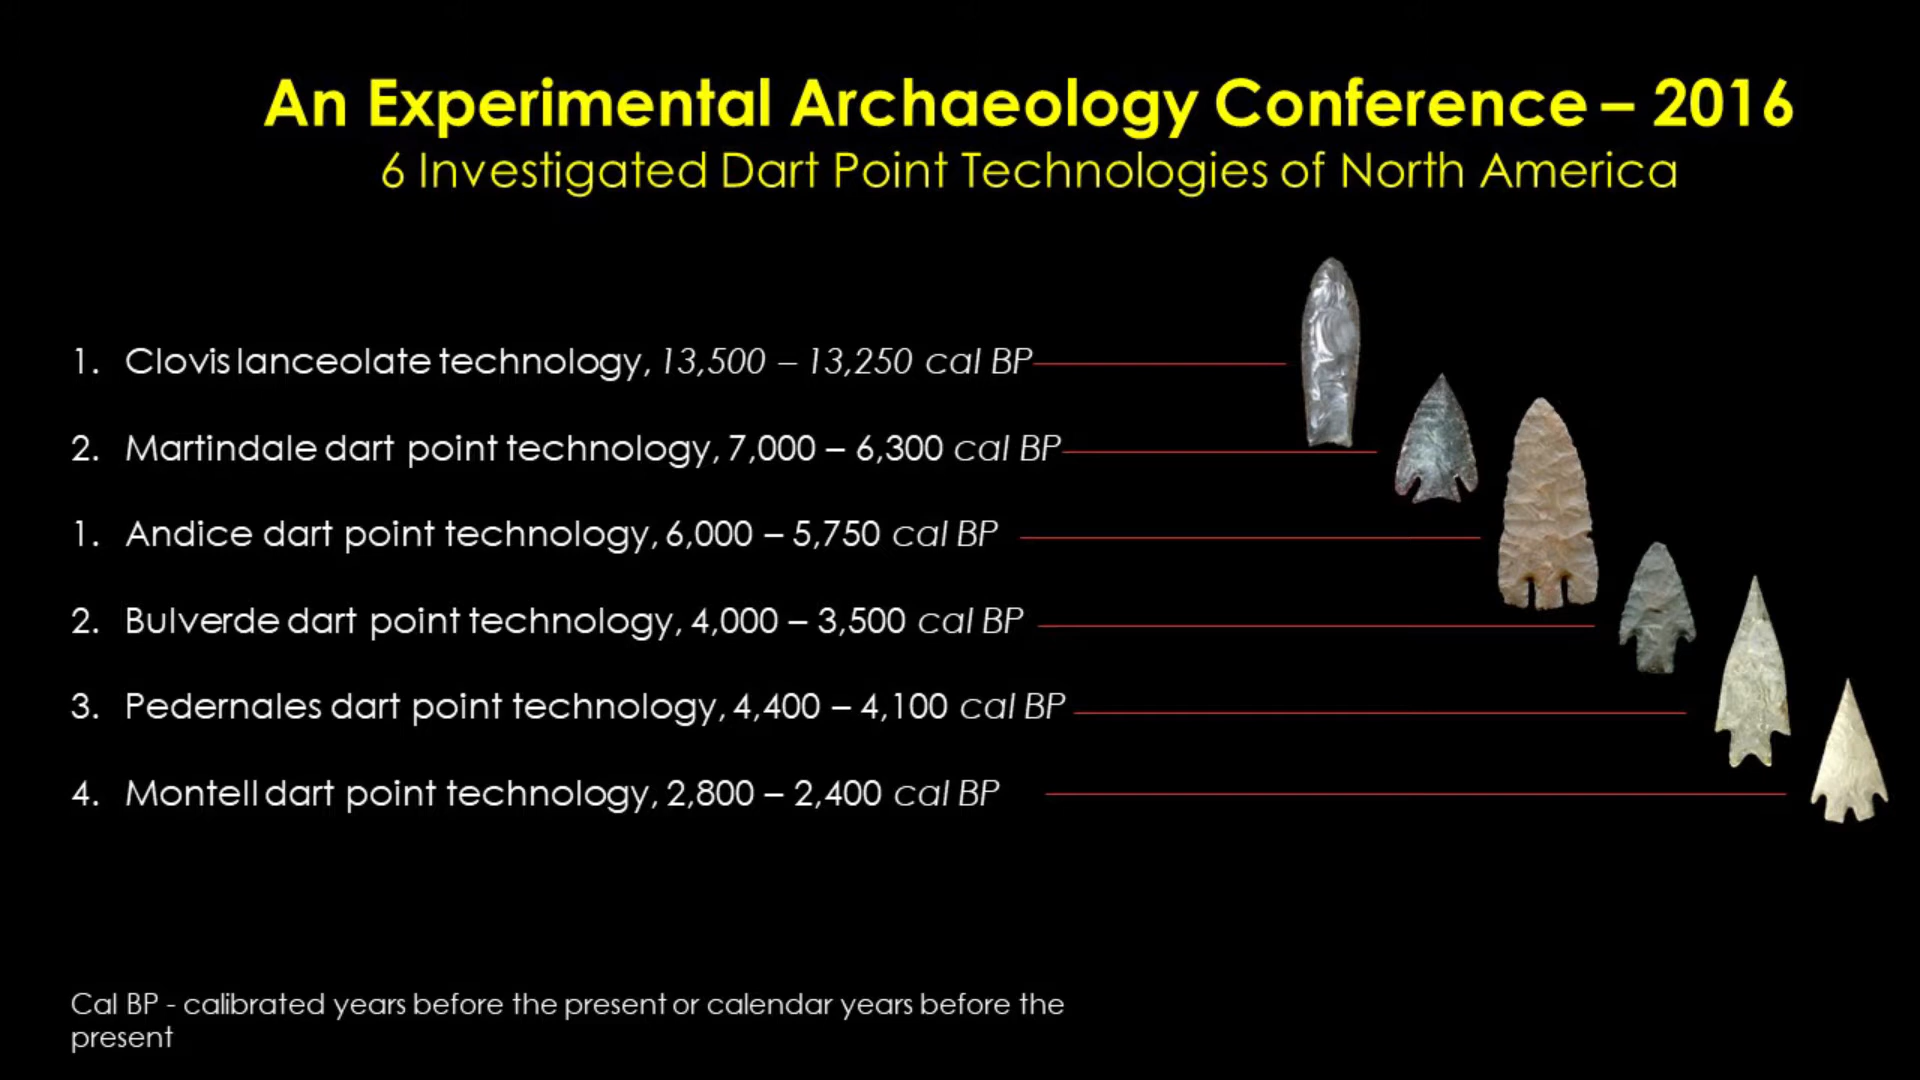 An Experimental Archaeology Conference – 2016
6 Investigated Dart Point Technologies of North America
1. Clovis lanceolate technology, 13,500 – 13,250 cal BP
2. Martindale dart point technology, 7,000 – 6,300 cal BP
1. Andice dart point technology, 6,000 – 5,750 cal BP
2. Bulverde dart point technology, 4,000 – 3,500 cal BP
3. Pedernales dart point technology, 4,400 – 4,100 cal BP
4. Montell dart point technology, 2,800 – 2,400 cal BP
Cal BP - calibrated years before the present or calendar years before the
present